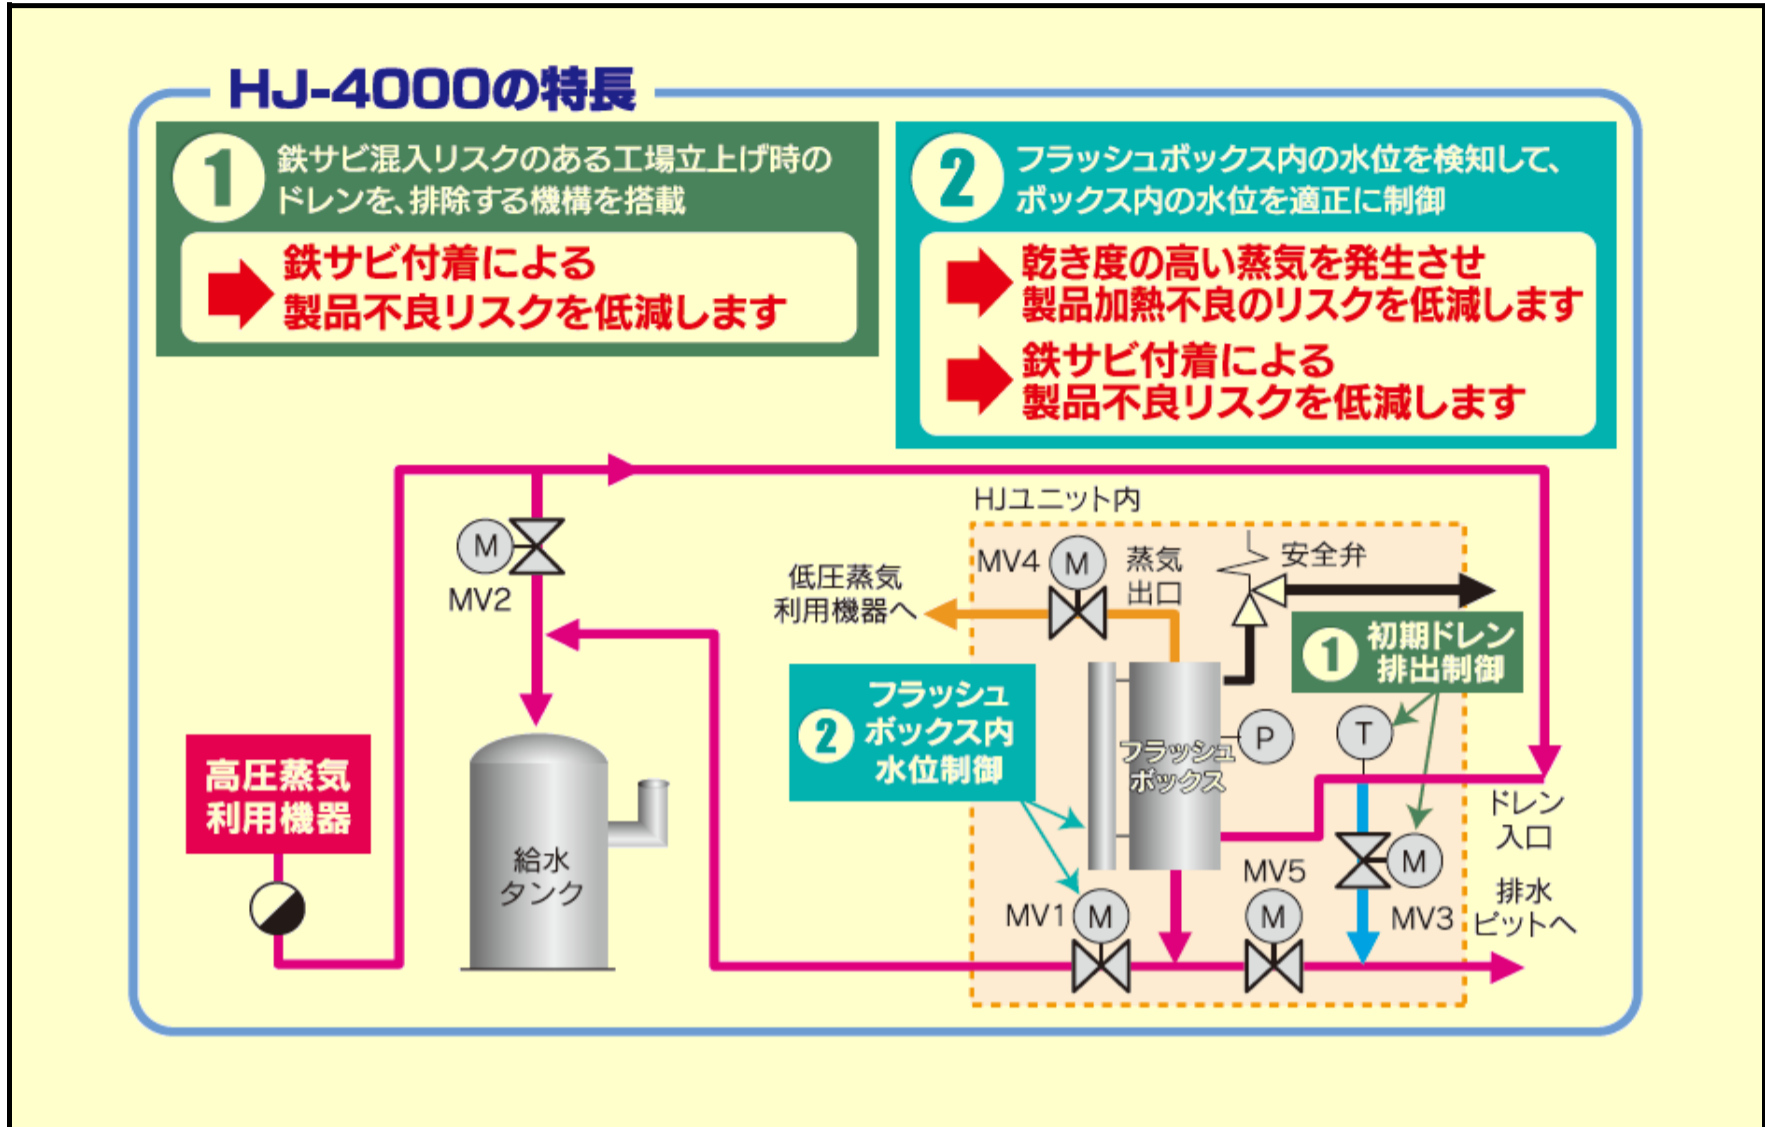 HJ-4000の特長
1
鉄サビ混入リスクのある工場立上げ時の
ドレンを、排除する機構を搭載
鉄サビ付着による
製品不良リスクを低減します
2
フラッシュボックス内の水位を検知して、
ボックス内の水位を適正に制御
乾き度の高い蒸気を発生させ
製品加熱不良のリスクを低減します
鉄サビ付着による
製品不良リスクを低減します
HJユニット内
M
MV2
低圧蒸気
利用機器へ
MV4
M
蒸気
出口
安全弁
1
初期ドレン
排出制御
2
フラッシュ
ボックス内
水位制御
フラッシュ
ボックス
P
T
高圧蒸気
利用機器
給水
タンク
ドレン
入口
MV1
M
MV5
M
M
MV3
排水
ピットへ